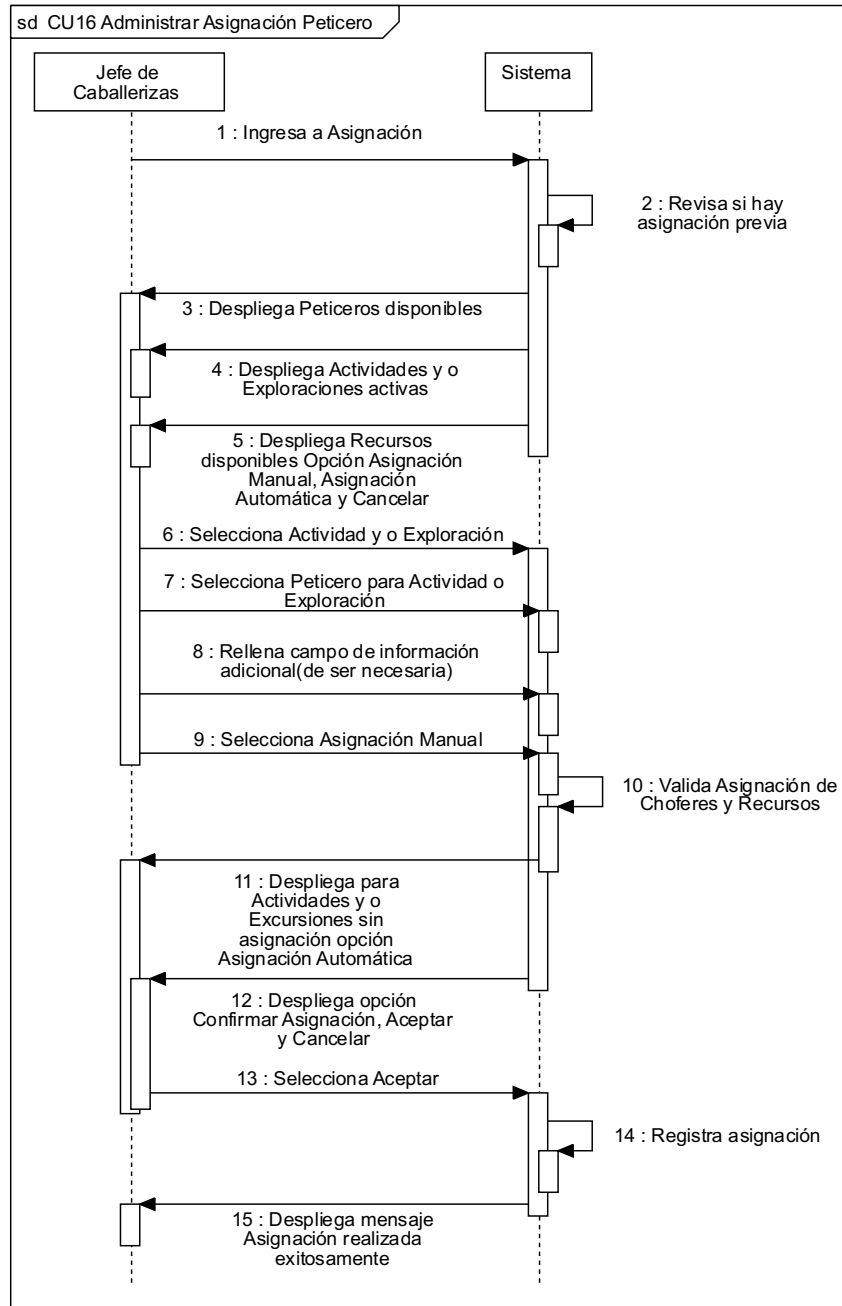 sd CU16 Administrar Asignación Peticero
Jefe de
Caballerizas
Sistema
1 : Ingresa a Asignación
2 : Revisa si hay
asignación previa
3 : Despliega Peticeros disponibles
4 : Despliega Actividades y o
Exploraciones activas
5 : Despliega Recursos
disponibles Opción Asignación
Manual, Asignación
Automática y Cancelar
6 : Selecciona Actividad y o Exploración
7 : Selecciona Peticero para Actividad o
Exploración
8 : Rellena campo de información
adicional(de ser necesaria)
9 : Selecciona Asignación Manual
10 : Valida Asignación de
Choferes y Recursos
11 : Despliega para
Actividades y o
Excursiones sin
asignación opción
Asignación Automática
12 : Despliega opción
Confirmar Asignación, Aceptar
y Cancelar
13 : Selecciona Aceptar
14 : Registra asignación
15 : Despliega mensaje
Asignación realizada
exitosamente